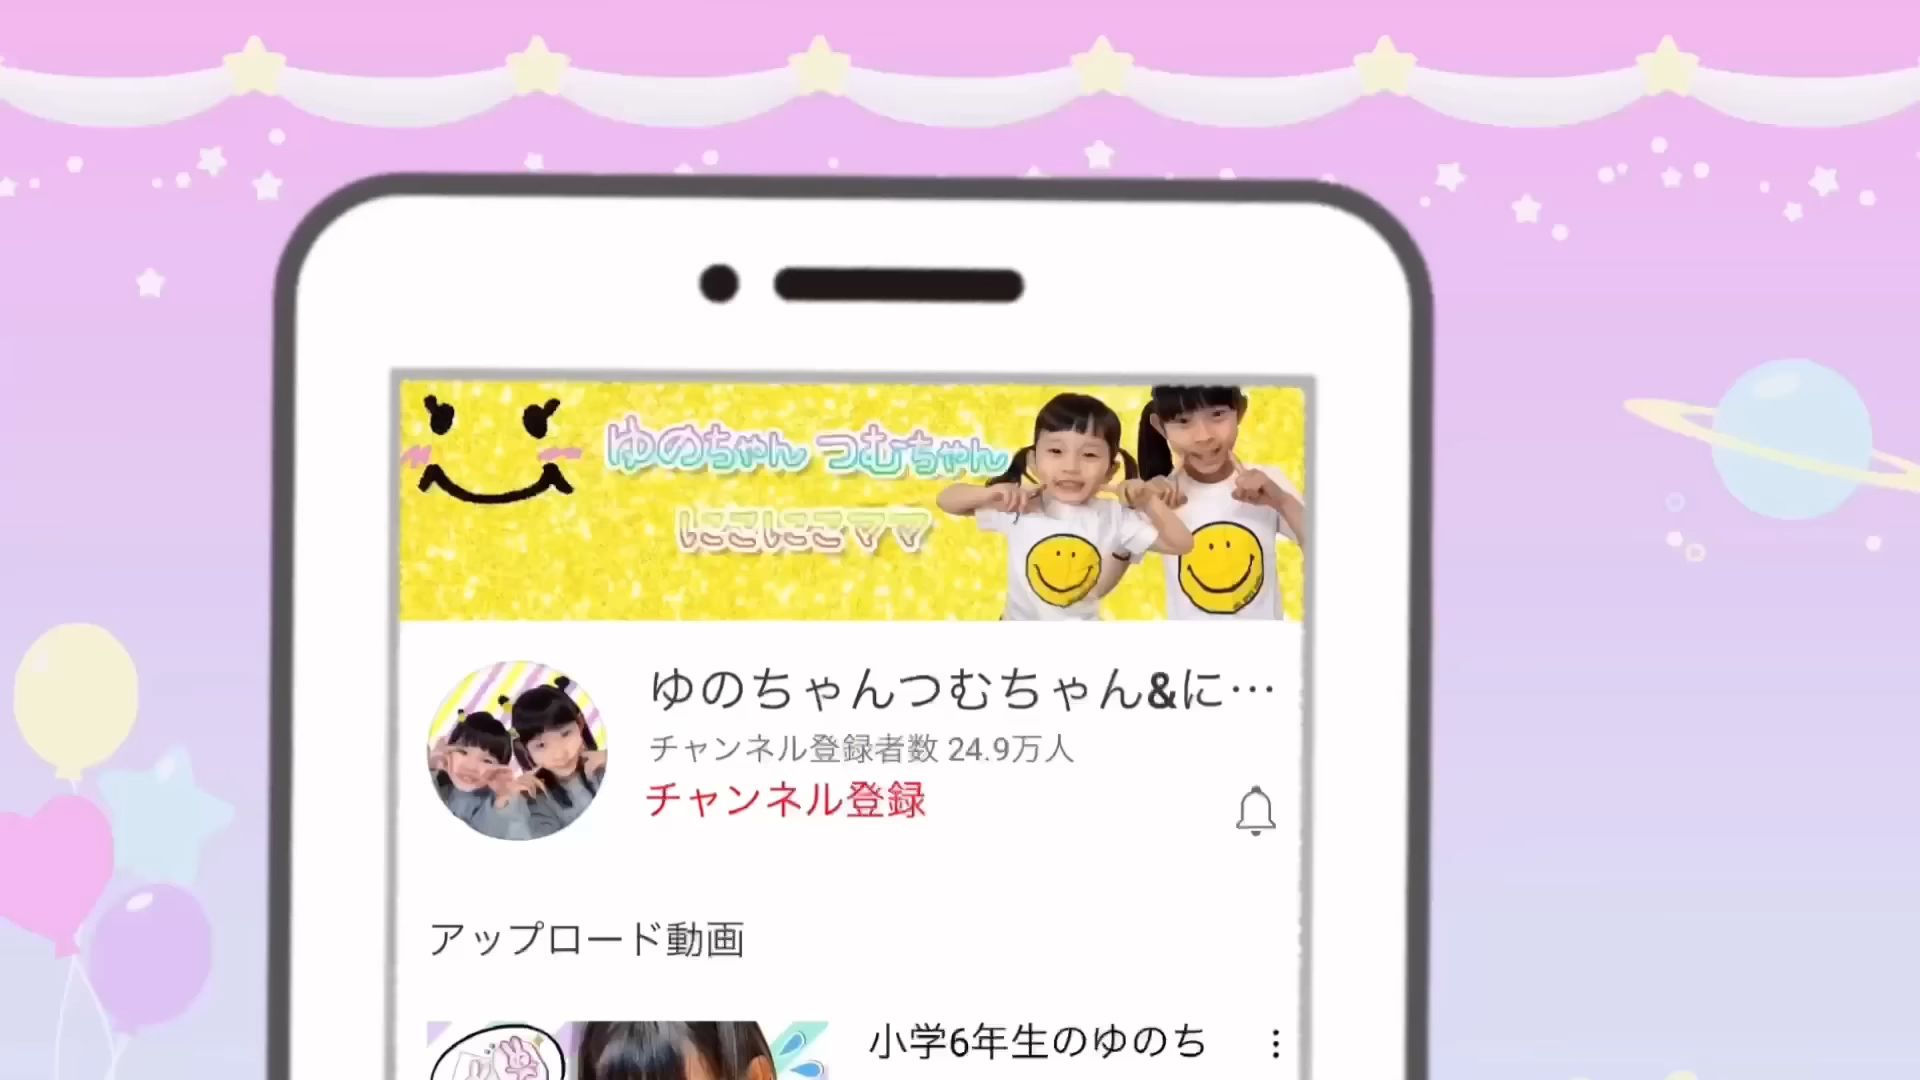 ゆのちゃん つむちゃん
にこにこママ
ゆのちゃんつむちゃん&に…
チャンネル登録者数 24.9万人
チャンネル登録
アップロード動画
小学6年生のゆのち